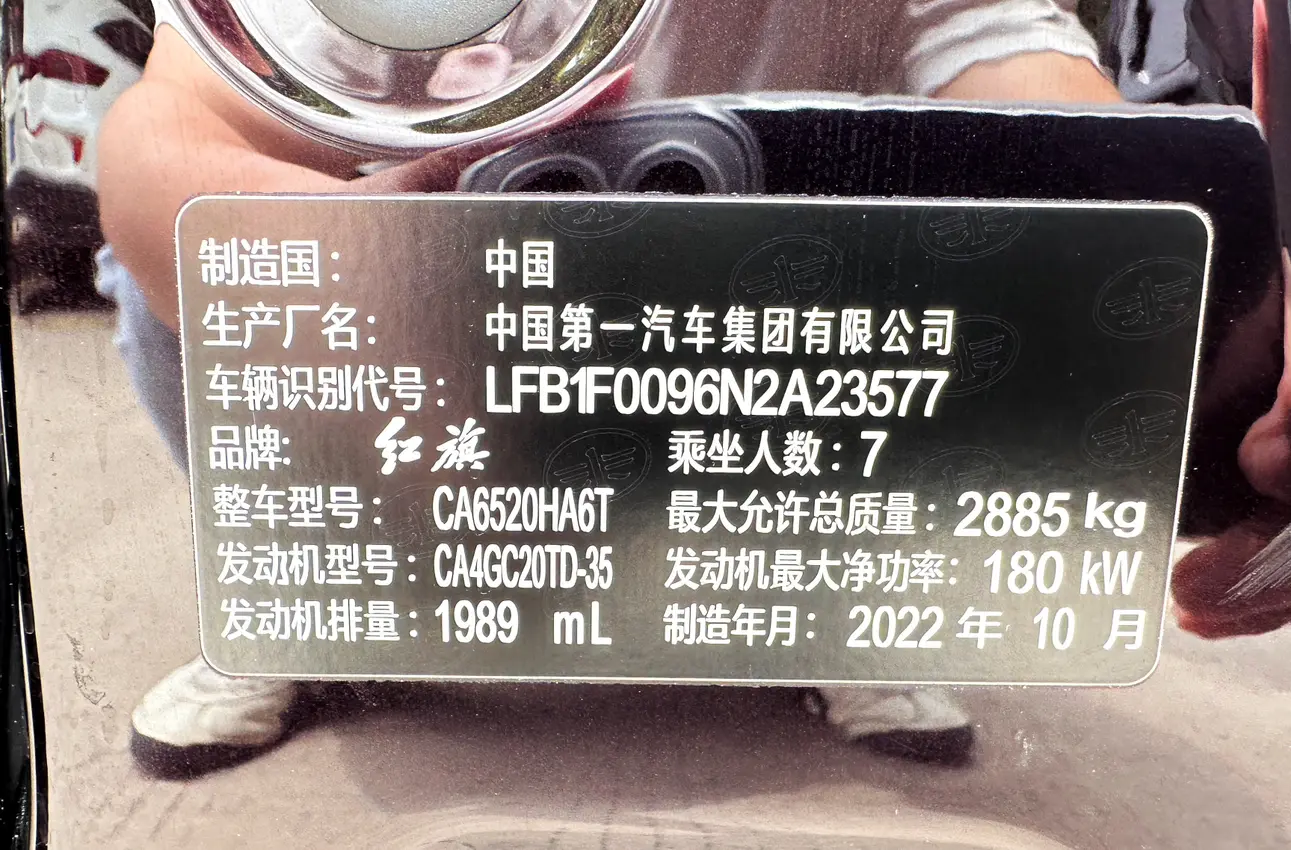 制造国： 中国
生产厂名： 中国第一汽车集团有限公司
车辆识别代号： LFB1F0096N2A23577
品牌: 红旗 乘坐人数：7
整车型号： CA6520HA6T 最大允许总质量：2885 kg
发动机型号：CA4GC20TD-35 发动机最大净功率：180 kW
发动机排量：1989 mL 制造年月： 2022 年 10 月